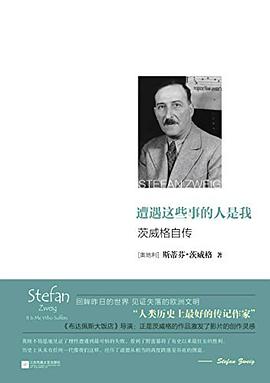 STEFAN ZWEIG
遭遇这些事的人是我
茨威格自传
[奥地利] 斯蒂芬·茨威格 著
Stefan
Zweig
It Is Me Who Suffers
回眸昨日的世界 见证失落的欧洲文明
“人类历史上最好的传记作家”
《布达佩斯大饭店》导演:正是茨威格的作品激发了影片的创作灵感
—— Stefan Zweig